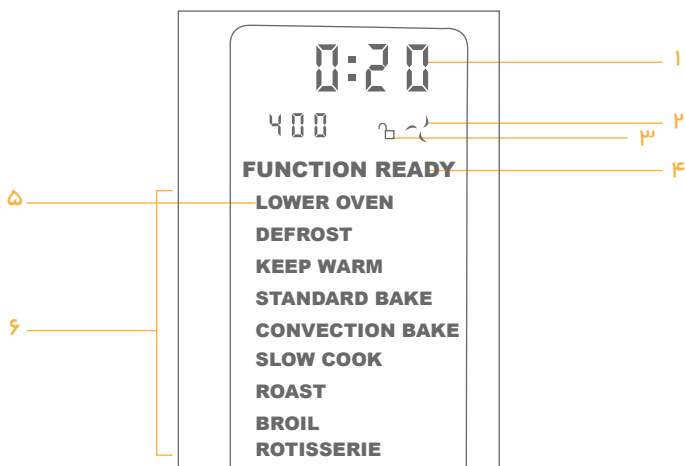 0:20 ۱
400 ۲
۳
FUNCTION READY ۴
۵ LOWER OVEN
DEFROST
KEEP WARM
STANDARD BAKE
۶ CONVECTION BAKE
SLOW COOK
ROAST
BROIL
ROTISSERIE